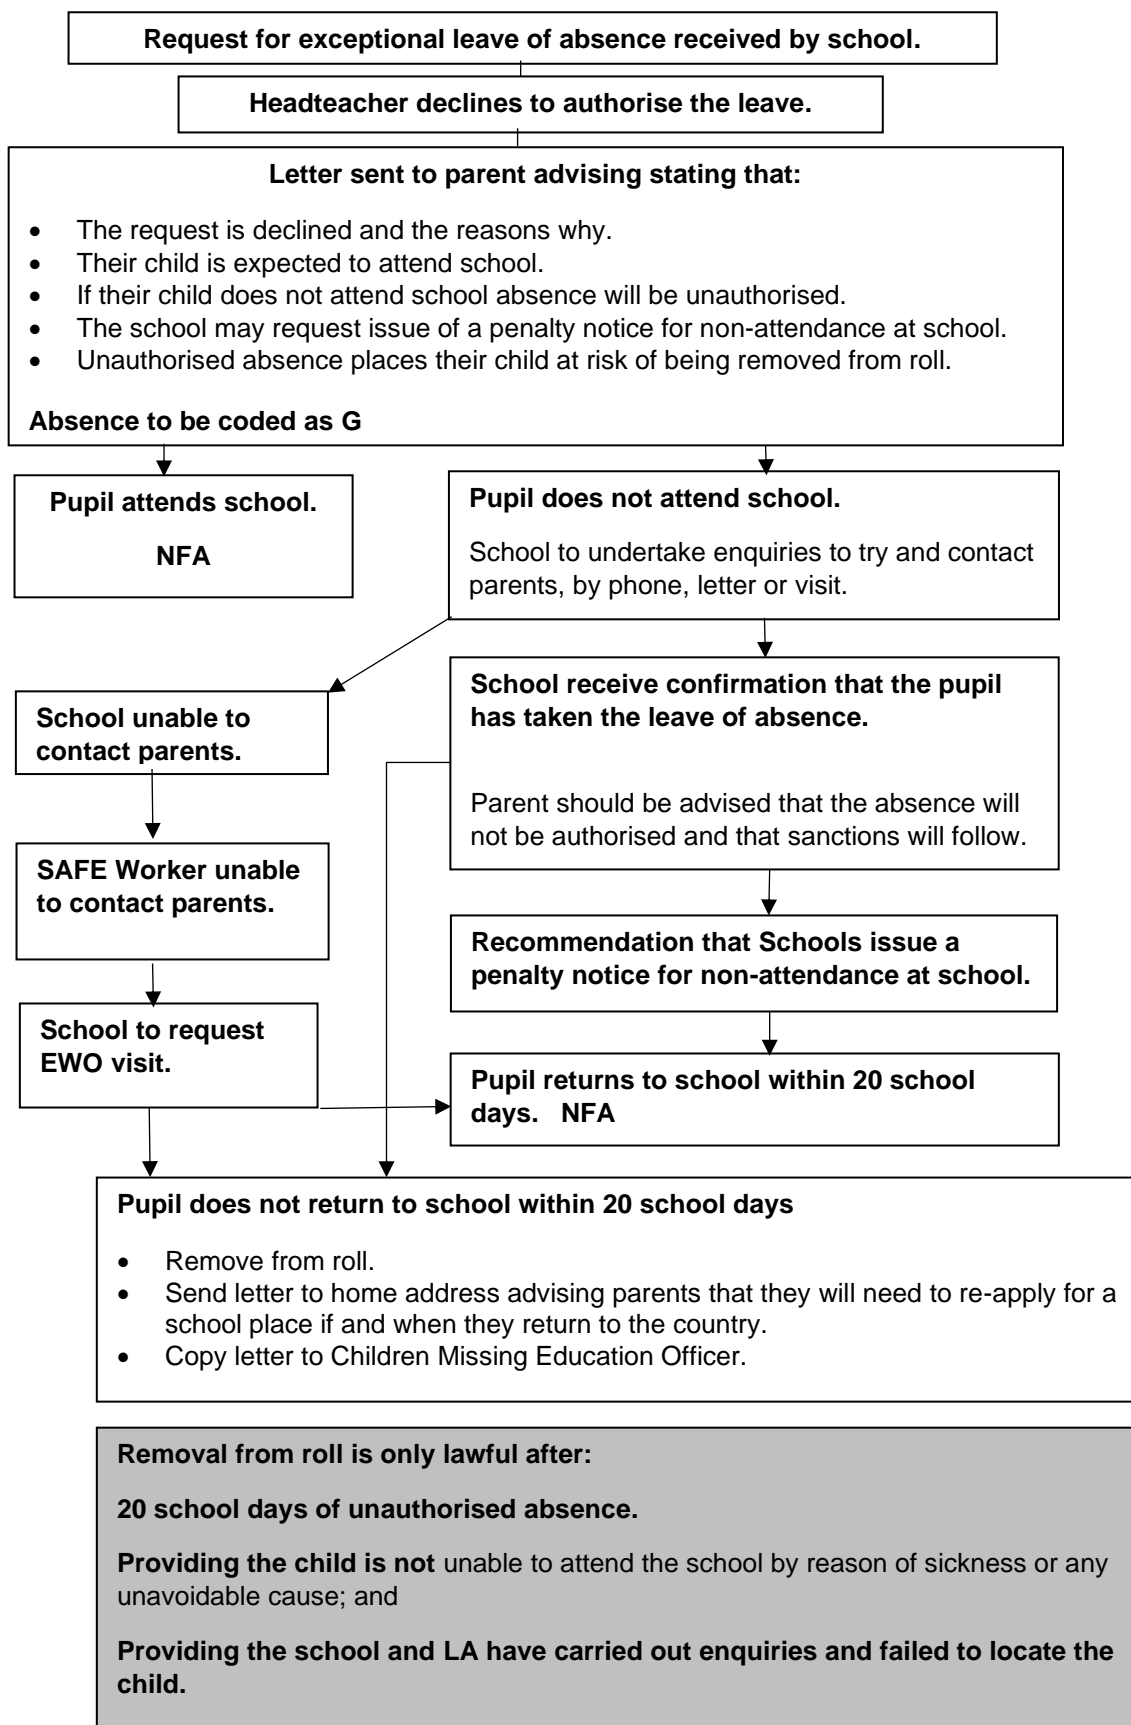 Request for exceptional leave of absence received by school.
Headteacher declines to authorise the leave.
Letter sent to parent advising stating that:
• The request is declined and the reasons why.
• Their child is expected to attend school.
• If their child does not attend school absence will be unauthorised.
• The school may request issue of a penalty notice for non-attendance at school.
• Unauthorised absence places their child at risk of being removed from roll.
Absence to be coded as G
Pupil attends school.
NFA
Pupil does not attend school.
School to undertake enquiries to try and contact
parents, by phone, letter or visit.
School unable to
contact parents.
School receive confirmation that the pupil
has taken the leave of absence.
Parent should be advised that the absence will
not be authorised and that sanctions will follow.
SAFE Worker unable
to contact parents.
Recommendation that Schools issue a
penalty notice for non-attendance at school.
School to request
EWO visit.
Pupil returns to school within 20 school
days. NFA
Pupil does not return to school within 20 school days
• Remove from roll.
• Send letter to home address advising parents that they will need to re-apply for a
school place if and when they return to the country.
• Copy letter to Children Missing Education Officer.
Removal from roll is only lawful after:
20 school days of unauthorised absence.
Providing the child is not unable to attend the school by reason of sickness or any
unavoidable cause; and
Providing the school and LA have carried out enquiries and failed to locate the
child.